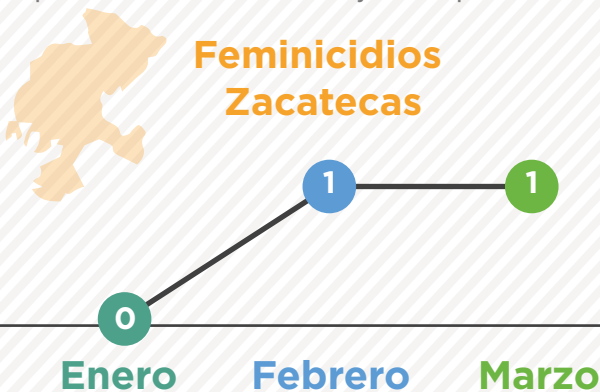 Feminicidios
Zacatecas
1
1
0
Enero
Febrero
Marzo